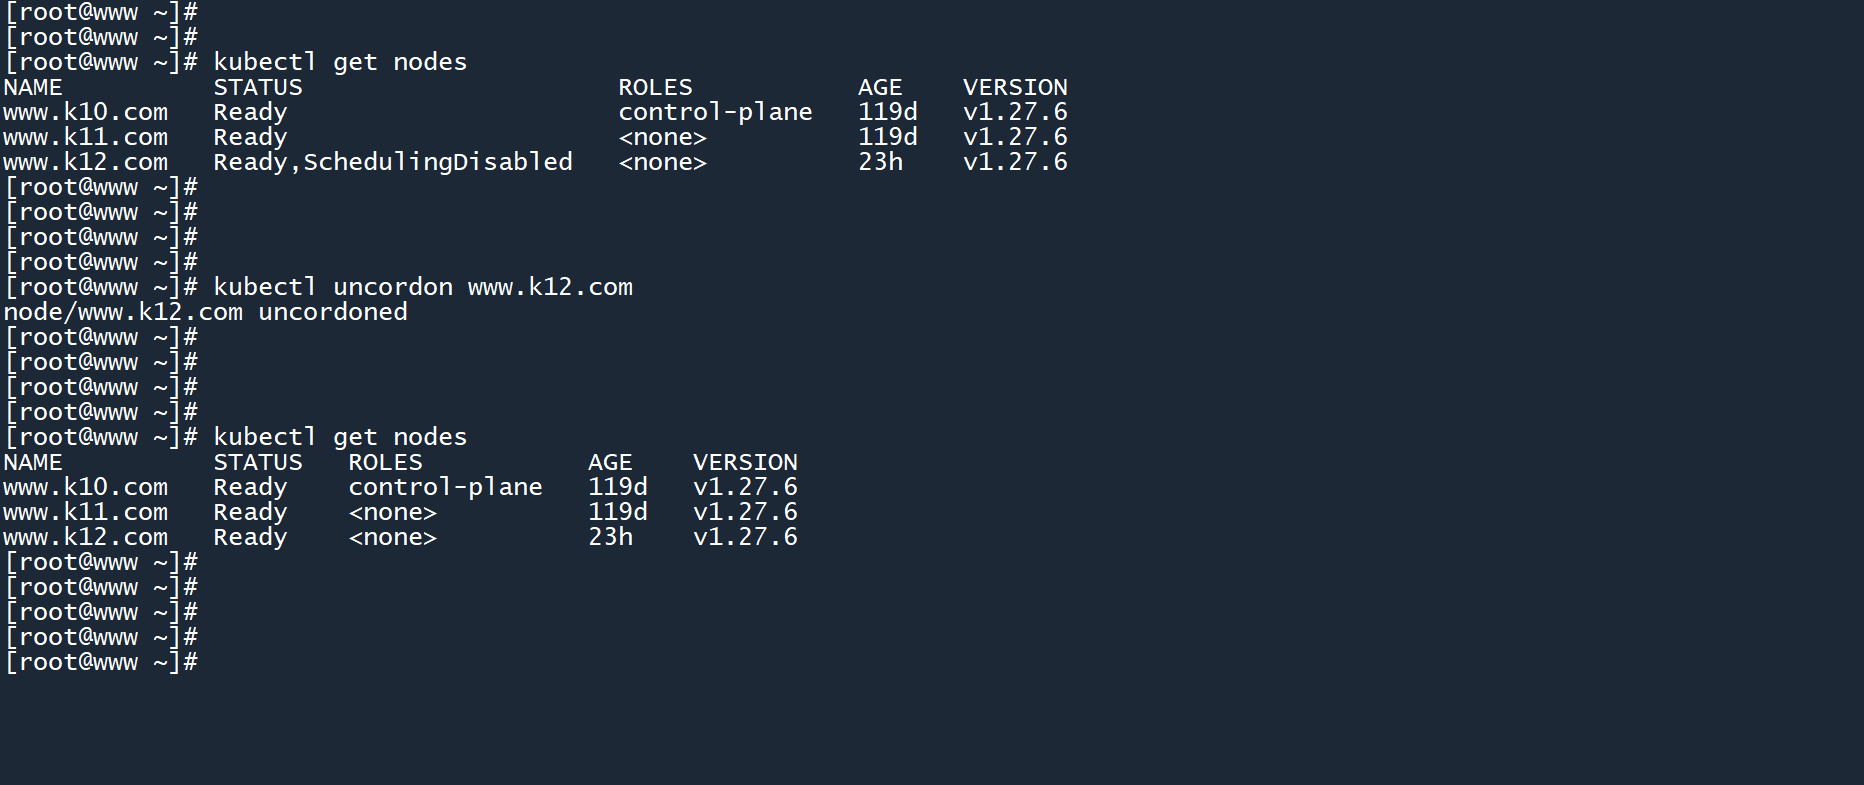 [root@www ~]#
[root@www ~]#
[root@www ~]# kubectl get nodes
NAME           STATUS                     ROLES           AGE    VERSION
www.k10.com    Ready                      control-plane   119d   v1.27.6
www.k11.com    Ready                      <none>          119d   v1.27.6
www.k12.com    Ready,SchedulingDisabled   <none>          23h    v1.27.6
[root@www ~]#
[root@www ~]#
[root@www ~]#
[root@www ~]#
[root@www ~]# kubectl uncordon www.k12.com
node/www.k12.com uncordoned
[root@www ~]#
[root@www ~]#
[root@www ~]#
[root@www ~]#
[root@www ~]# kubectl get nodes
NAME          STATUS   ROLES           AGE    VERSION
www.k10.com   Ready    control-plane   119d   v1.27.6
www.k11.com   Ready    <none>          119d   v1.27.6
www.k12.com   Ready    <none>          23h    v1.27.6
[root@www ~]#
[root@www ~]#
[root@www ~]#
[root@www ~]#
[root@www ~]#